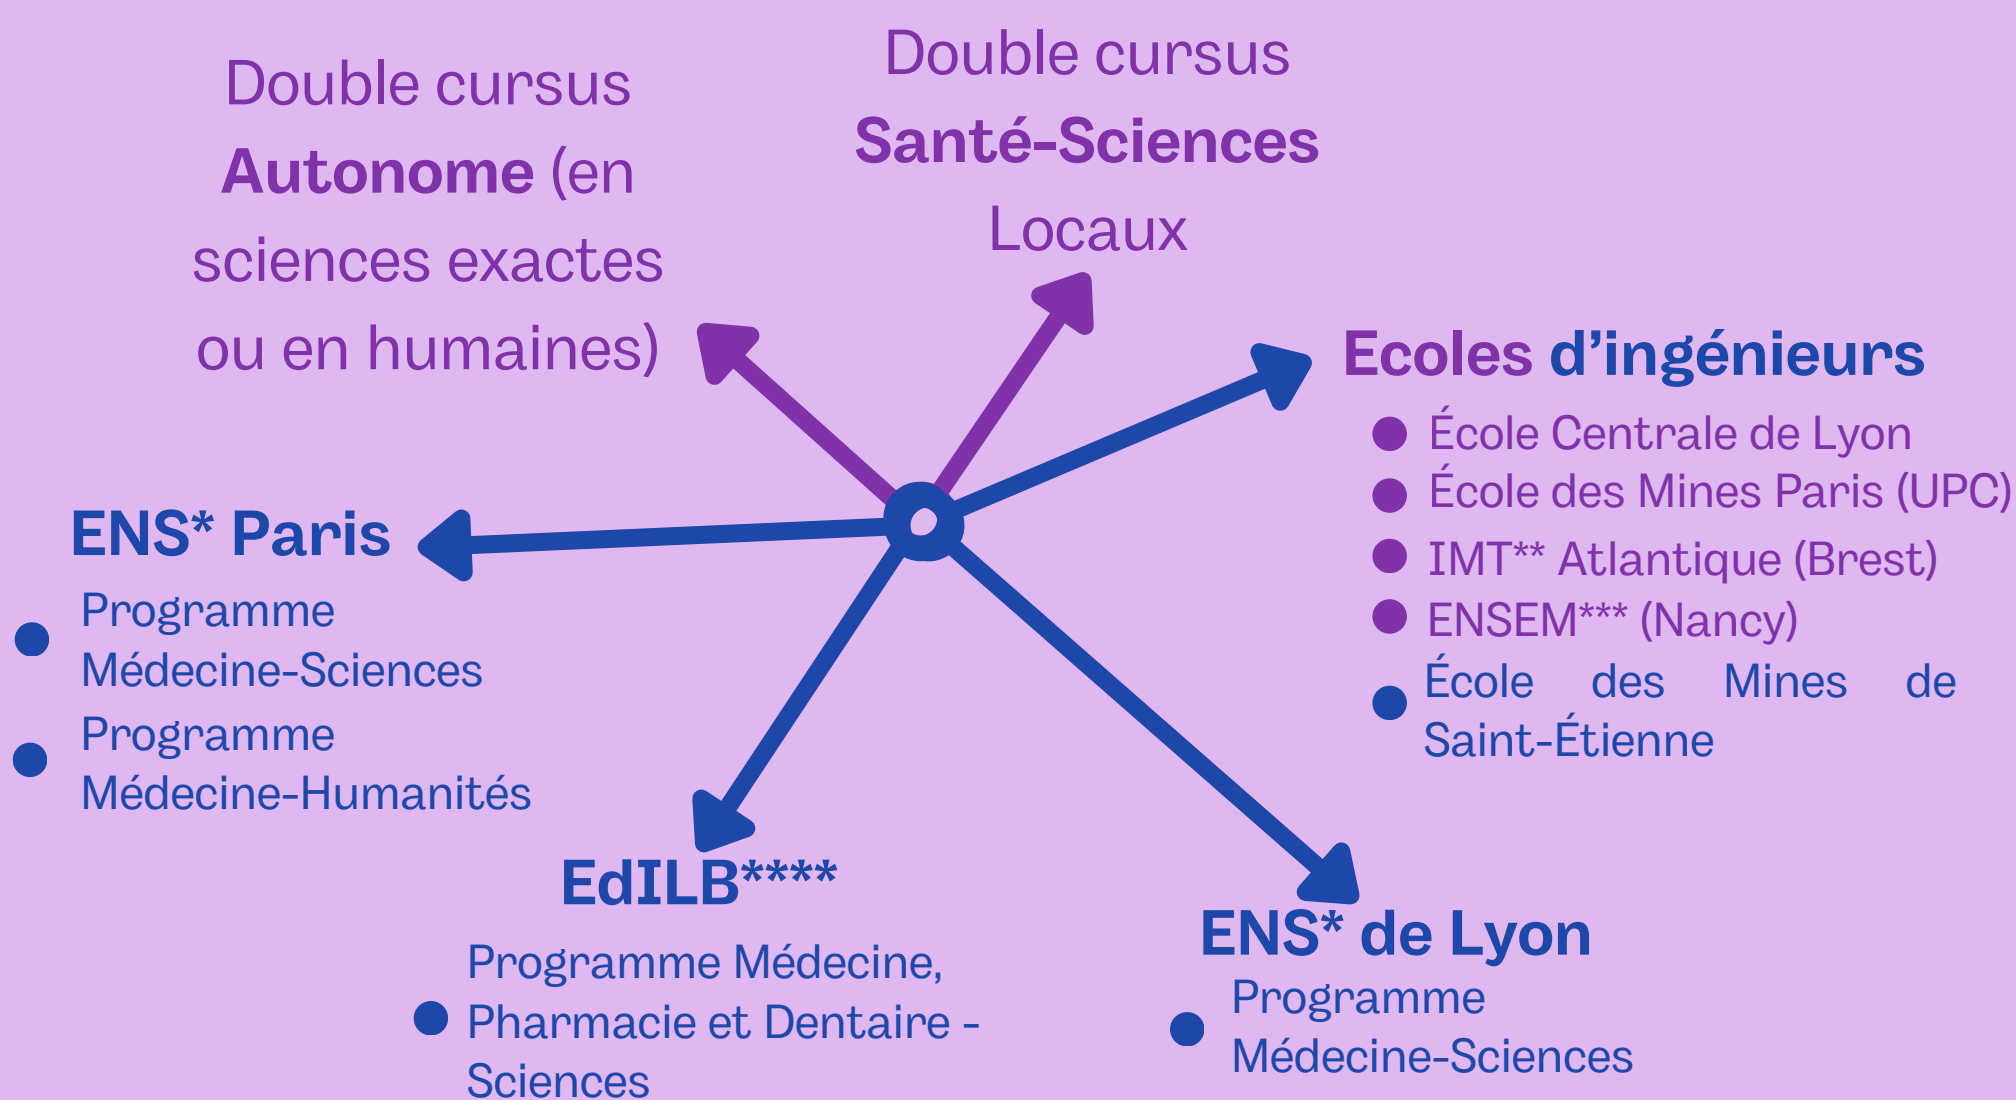 Double cursus
Autonome (en
sciences exactes
ou en humaines)
Double cursus
Santé-Sciences
Locaux
Ecoles d’ingénieurs
École Centrale de Lyon
École des Mines Paris (UPC)
IMT** Atlantique (Brest)
ENSEM*** (Nancy)
École des Mines de
Saint-Étienne
ENS* Paris
Programme
Médecine-Sciences
Programme
Médecine-Humanités
EdILB****
Programme Médecine,
Pharmacie et Dentaire -
Sciences
ENS* de Lyon
Programme
Médecine-Sciences